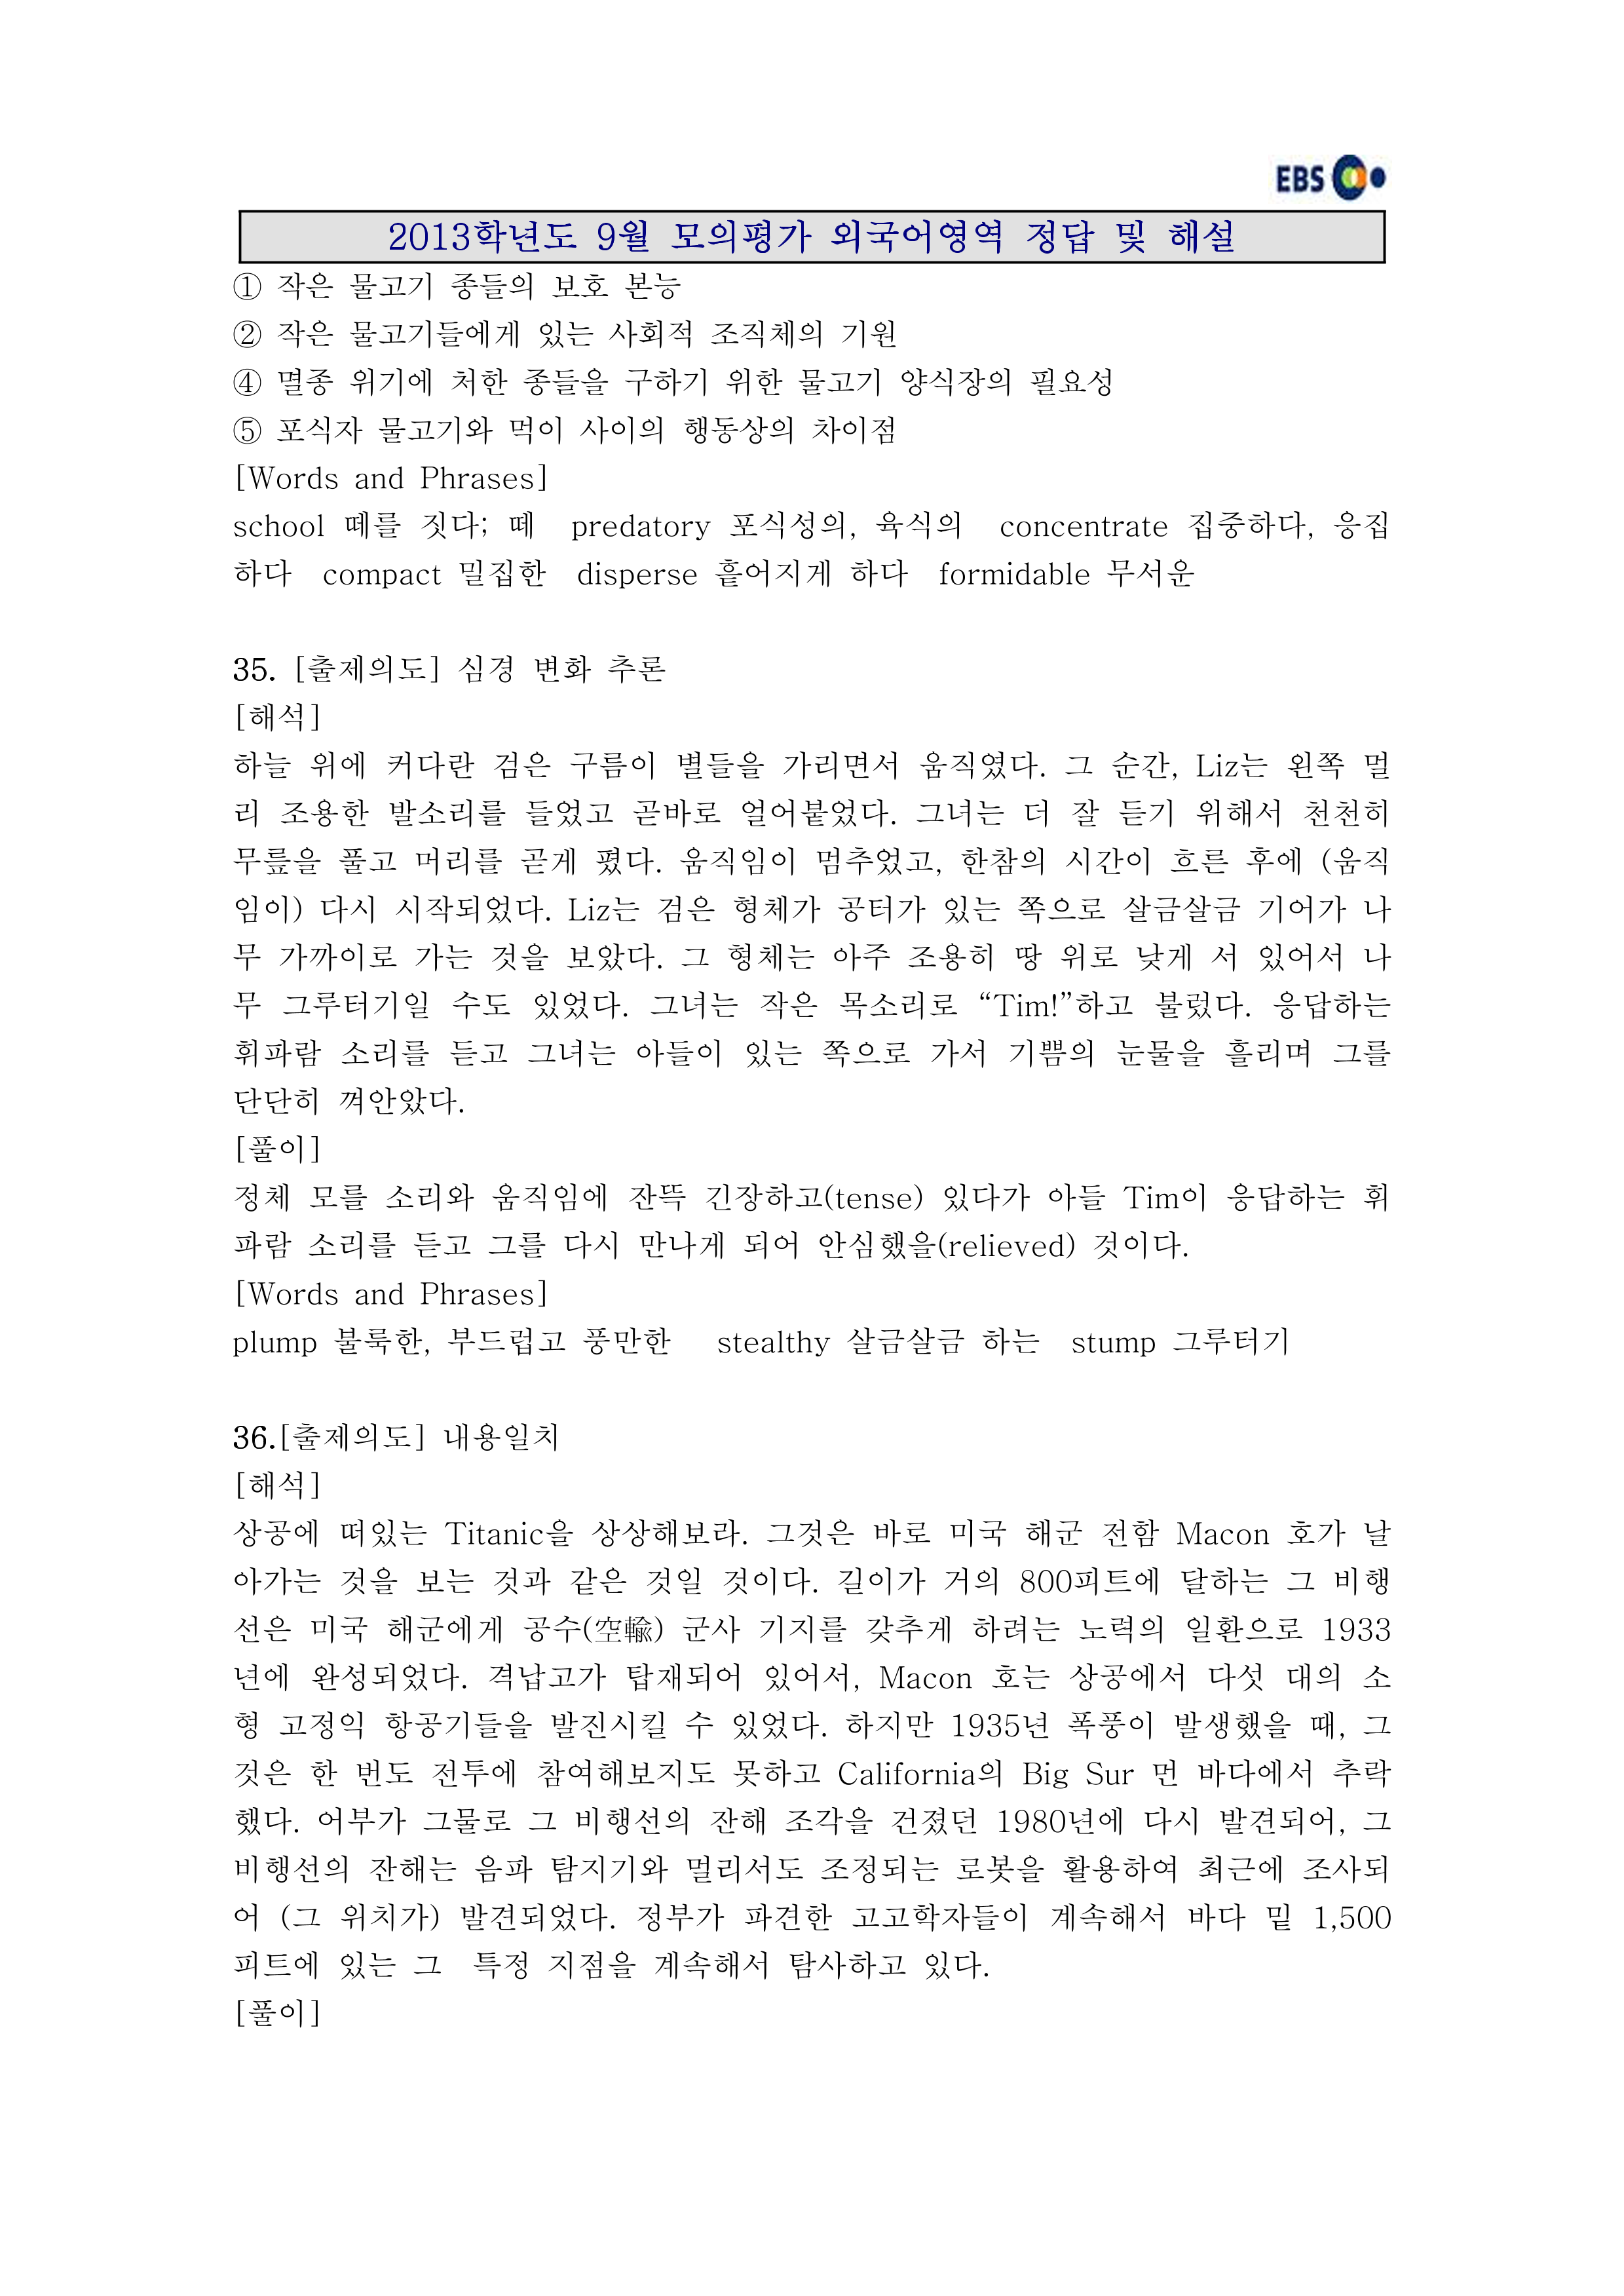 EBS
2013학년도 9월 모의평가 외국어영역 정답 및 해설
① 작은 물고기 종들의 보호 본능
② 작은 물고기들에게 있는 사회적 조직체의 기원
④ 멸종 위기에 처한 종들을 구하기 위한 물고기 양식장의 필요성
⑤ 포식자 물고기와 먹이 사이의 행동상의 차이점
[Words and Phrases]
school 떼를 짓다; 떼 predatory 포식성의, 육식의 concentrate 집중하다, 응집
하다 compact 밀집한 disperse 흩어지게 하다 formidable 무서운
35. [출제의도] 심경 변화 추론
[해석]
하늘 위에 커다란 검은 구름이 별들을 가리면서 움직였다. 그 순간, Liz는 왼쪽 멀
리 조용한 발소리를 들었고 곧바로 얼어붙었다. 그녀는 더 잘 듣기 위해서 천천히
무릎을 풀고 머리를 곧게 폈다. 움직임이 멈추었고, 한참의 시간이 흐른 후에 (움직
임이) 다시 시작되었다. Liz는 검은 형체가 공터가 있는 쪽으로 살금살금 기어가 나
무 가까이로 가는 것을 보았다. 그 형체는 아주 조용히 땅 위로 낮게 서 있어서 나
무 그루터기일 수도 있었다. 그녀는 작은 목소리로 “Tim!”하고 불렀다. 응답하는
휘파람 소리를 듣고 그녀는 아들이 있는 쪽으로 가서 기쁨의 눈물을 흘리며 그를
단단히 껴안았다.
[풀이]
정체 모를 소리와 움직임에 잔뜩 긴장하고(tense) 있다가 아들 Tim이 응답하는 휘
파람 소리를 듣고 그를 다시 만나게 되어 안심했을(relieved) 것이다.
[Words and Phrases]
plump 불룩한, 부드럽고 풍만한 stealthy 살금살금 하는 stump 그루터기
36.[출제의도] 내용일치
[해석]
상공에 떠있는 Titanic을 상상해보라. 그것은 바로 미국 해군 전함 Macon 호가 날
아가는 것을 보는 것과 같은 것일 것이다. 길이가 거의 800피트에 달하는 그 비행
선은 미국 해군에게 공수(空輸) 군사 기지를 갖추게 하려는 노력의 일환으로 1933
년에 완성되었다. 격납고가 탑재되어 있어서, Macon 호는 상공에서 다섯 대의 소
형 고정익 항공기들을 발진시킬 수 있었다. 하지만 1935년 폭풍이 발생했을 때, 그
것은 한 번도 전투에 참여해보지도 못하고 California의 Big Sur 먼 바다에서 추락
했다. 어부가 그물로 그 비행선의 잔해 조각을 건졌던 1980년에 다시 발견되어, 그
비행선의 잔해는 음파 탐지기와 멀리서도 조정되는 로봇을 활용하여 최근에 조사되
어 (그 위치가) 발견되었다. 정부가 파견한 고고학자들이 계속해서 바다 밑 1,500
피트에 있는 그 특정 지점을 계속해서 탐사하고 있다.
[풀이]